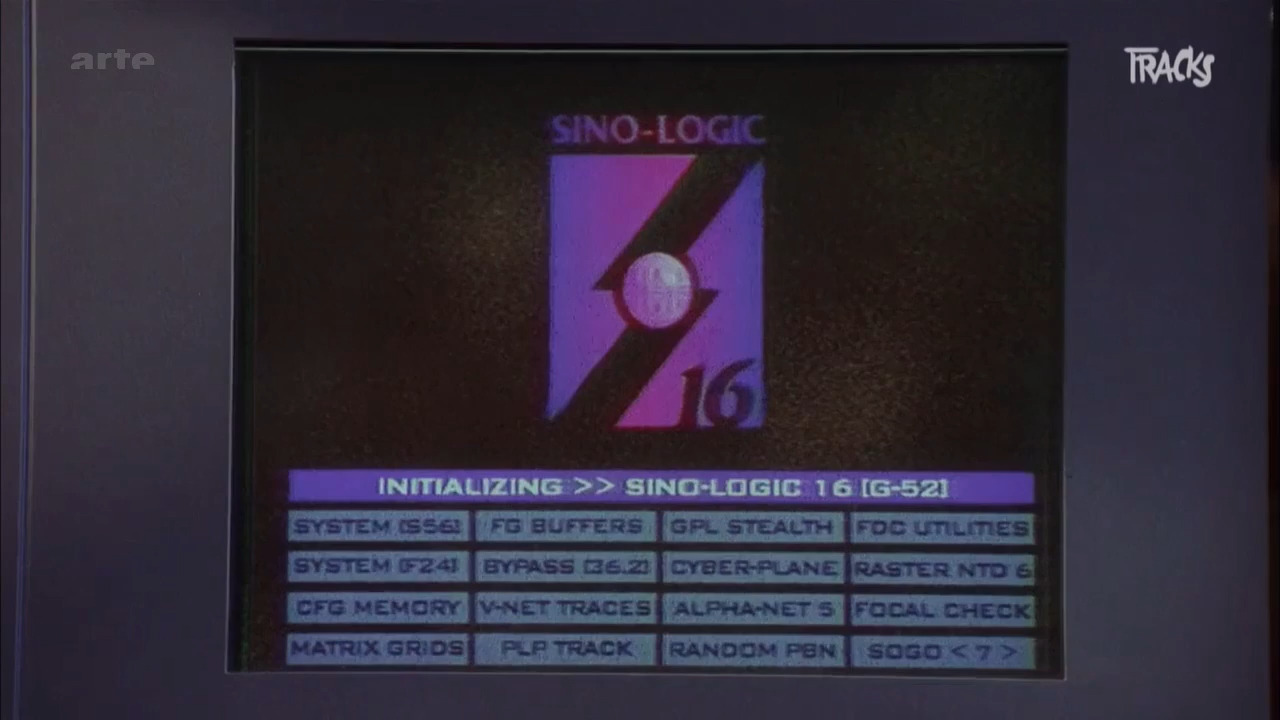 arte
TRACKS
SINO-LOGIC
16
INITIALIZING >> SINO-LOGIC 16 [G-52]
SYSTEM [S56] FG BUFFERS GPL STEALTH FDC UTILITIES
SYSTEM [F24] BYPASS [36.2] CYBER-PLANE RASTER NTD 6
CFG MEMORY V-NET TRACES ALPHA-NET 5 FOCAL CHECK
MATRIX GRIDS PLP TRACK RANDOM PBN SOGO < 7 >